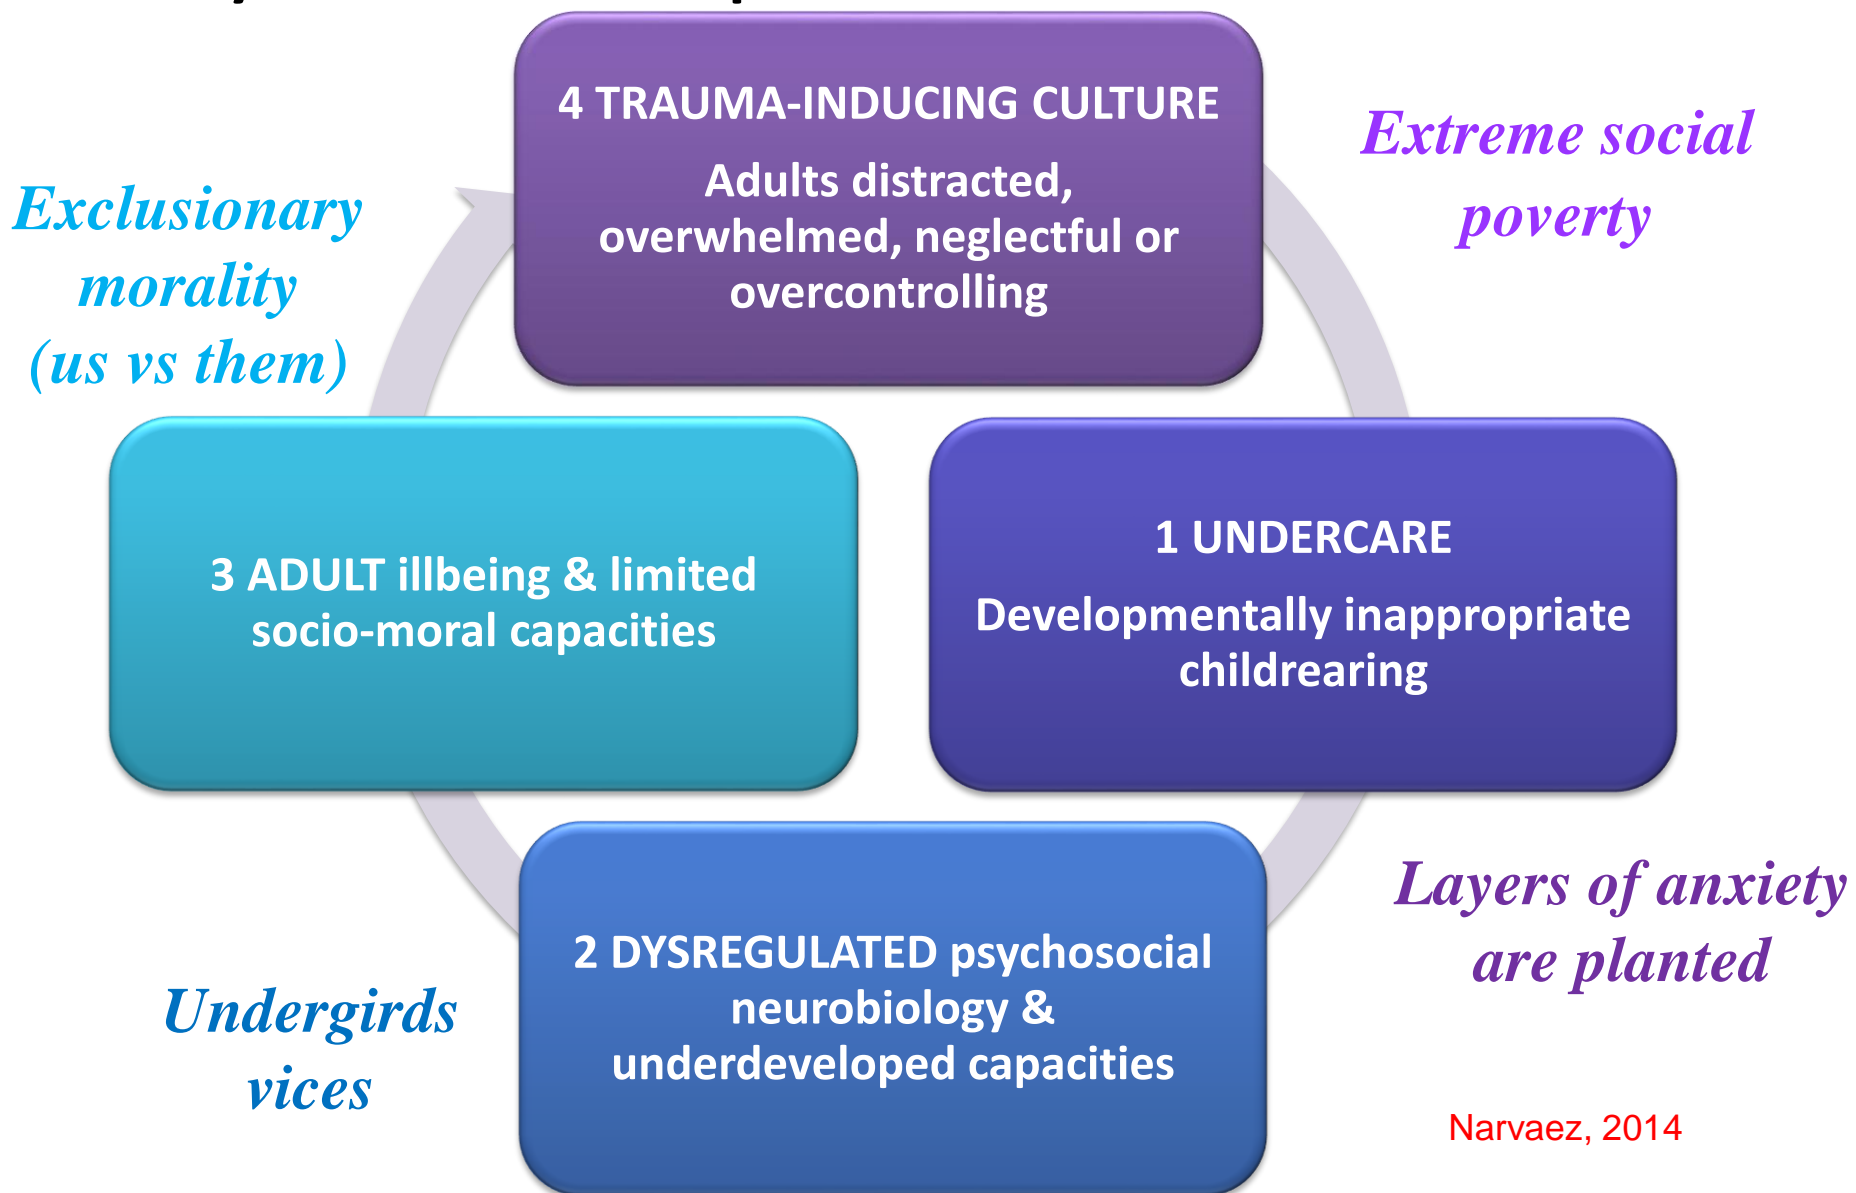 4 TRAUMA-INDUCING CULTURE
Adults distracted,
overwhelmed, neglectful or
overcontrolling
Extreme social
poverty
Exclusionary
morality
(us vs them)
1 UNDERCARE
Developmentally inappropriate
childrearing
3 ADULT illbeing & limited
socio-moral capacities
Layers of anxiety
are planted
2 DYSREGULATED psychosocial
neurobiology &
underdeveloped capacities
Undergirds
vices
Narvaez, 2014